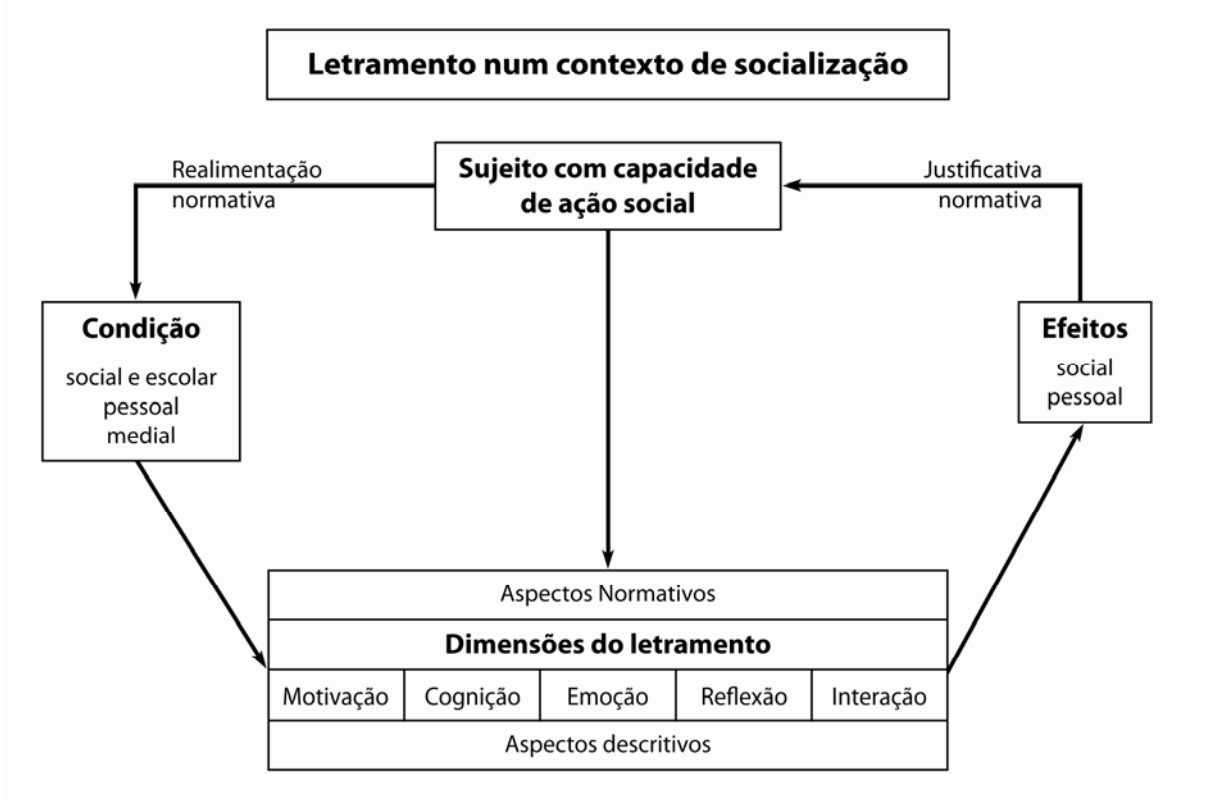 Letramento num contexto de socialização
Sujeito com capacidade
de ação social
Realimentação
normativa
Justificativa
normativa
Condição
social e escolar
pessoal
medial
Efeitos
social
pessoal
Aspectos Normativos
Dimensões do letramento
Motivação Cognição Emoção Reflexão Interação
Aspectos descritivos